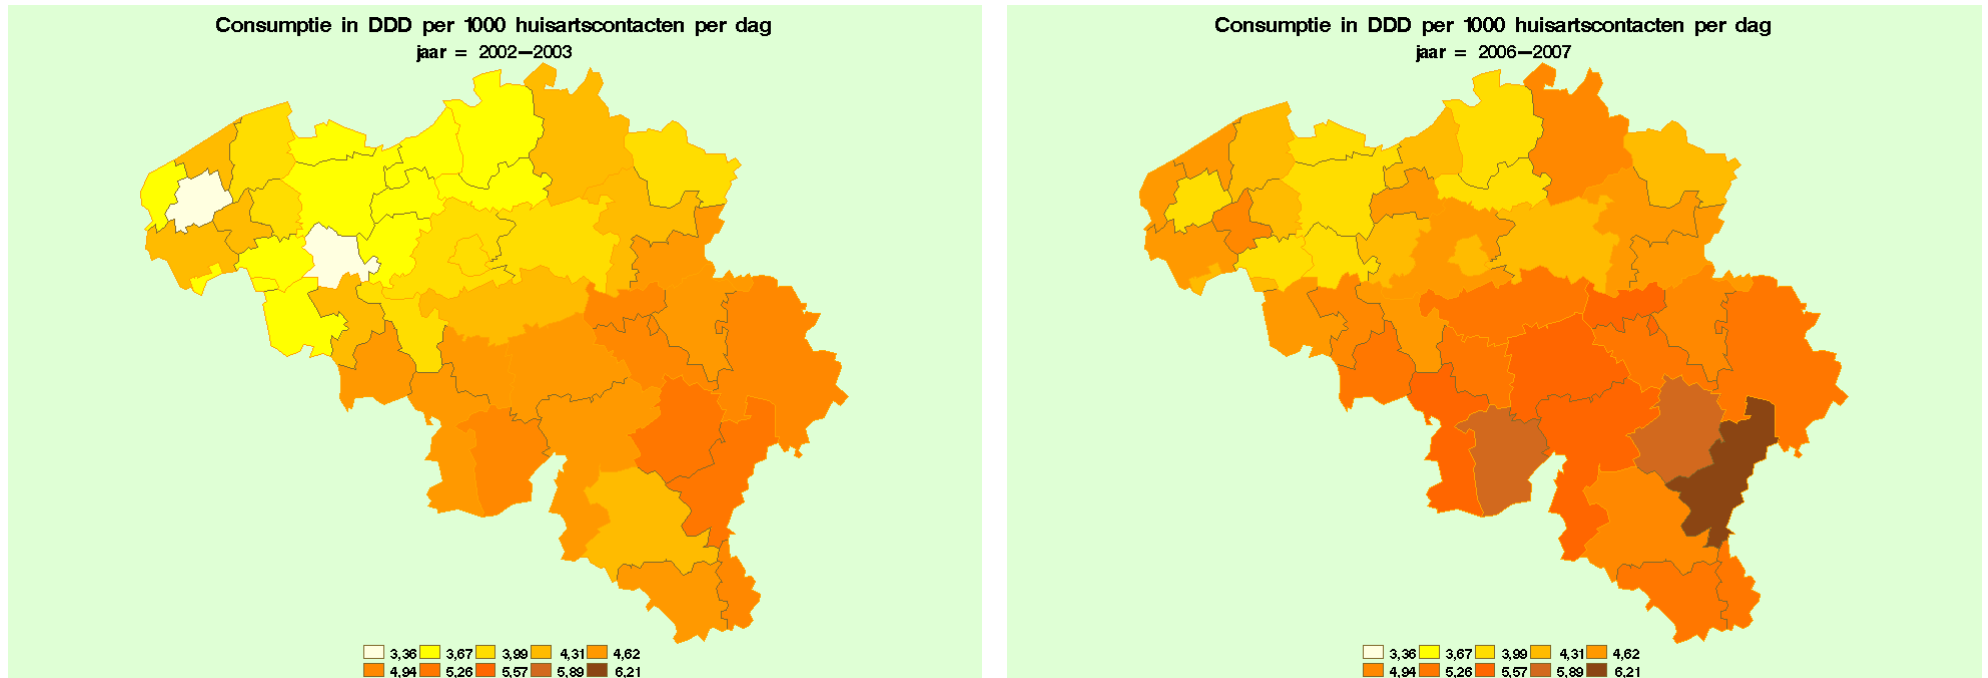 Consumptie in DDD per 1000 huisartscontacten per dag
jaar = 2002-2003
3,36 3,67 3,99 4,31 4,62
4,94 5,26 5,57 5,89 6,21
Consumptie in DDD per 1000 huisartscontacten per dag
jaar = 2006-2007
3,36 3,67 3,99 4,31 4,62
4,94 5,26 5,57 5,89 6,21